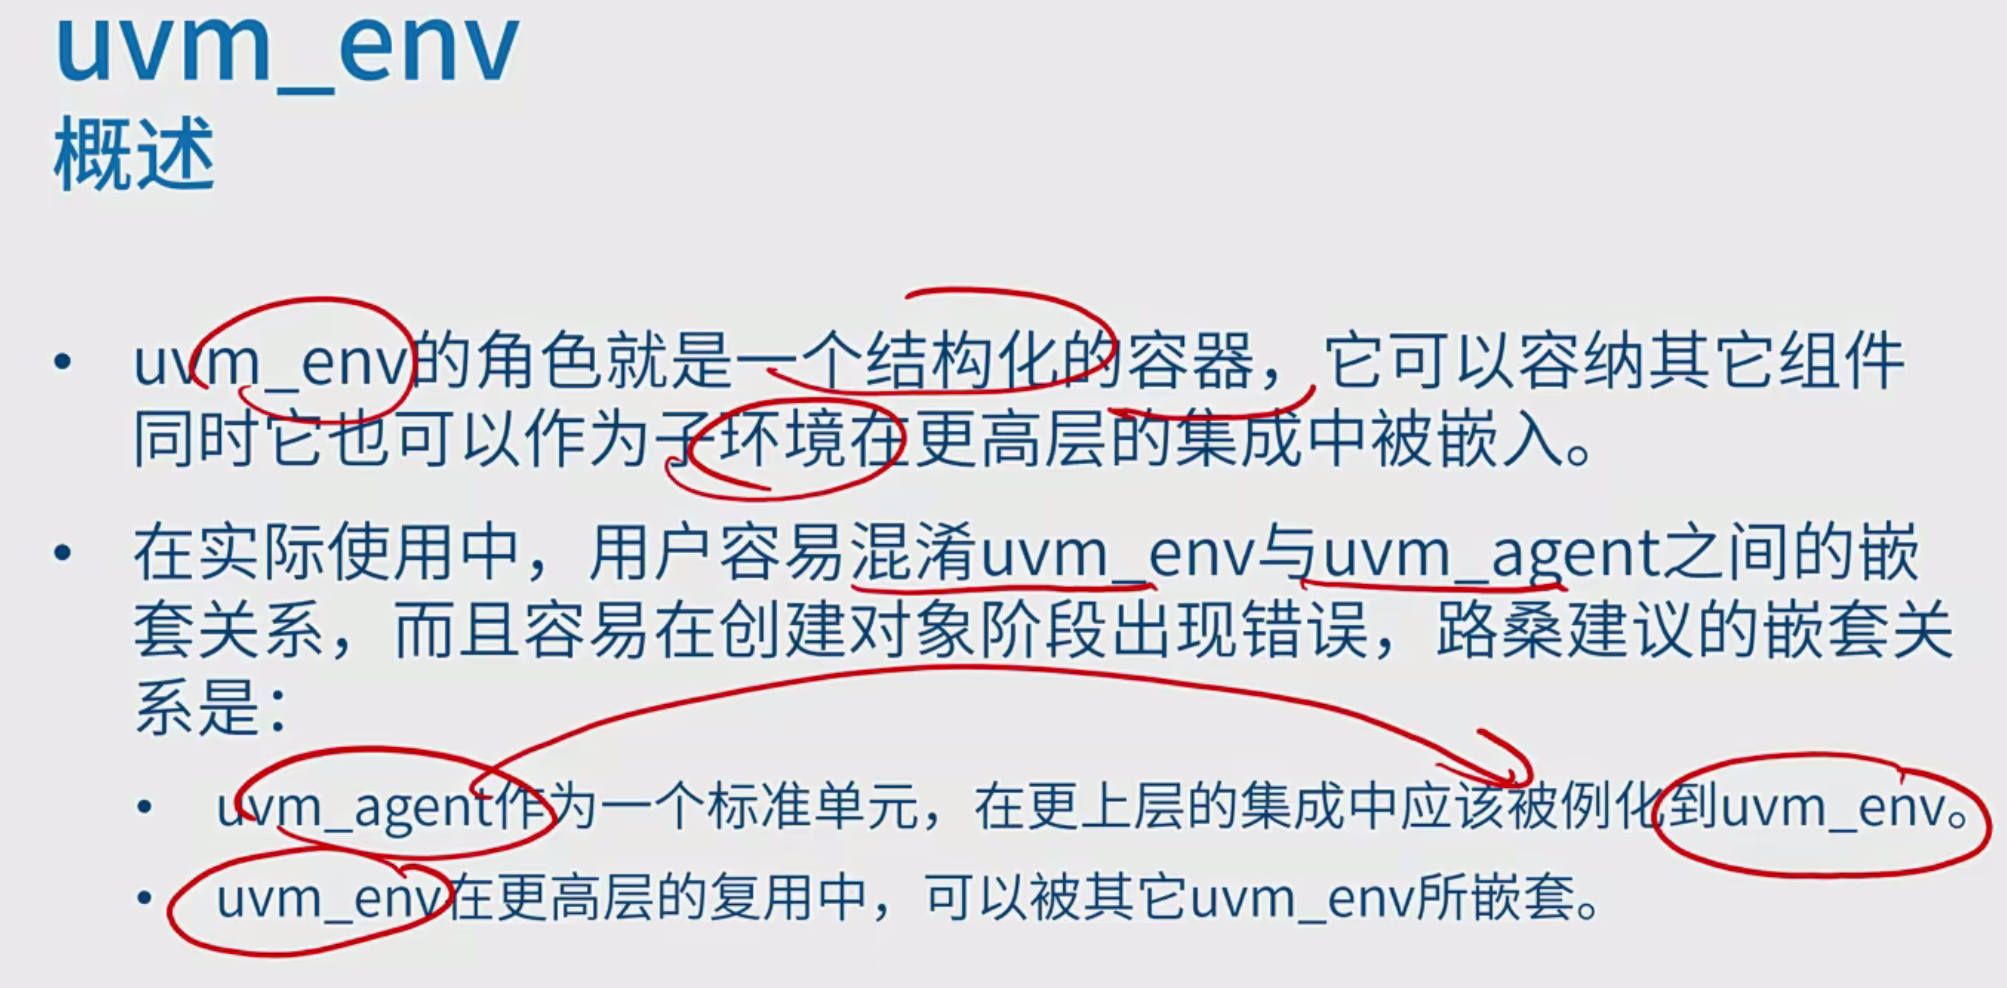 uvm_env
概述
• uvm_env的角色就是一个结构化的容器，它可以容纳其它组件
同时它也可以作为子环境在更高层的集成中被嵌入。
• 在实际使用中，用户容易混淆uvm_env与uvm_agent之间的嵌
套关系，而且容易在创建对象阶段出现错误，路桑建议的嵌套关
系是：
• uvm_agent作为一个标准单元，在更上层的集成中应该被例化到uvm_env。
• uvm_env在更高层的复用中，可以被其它uvm_env所嵌套。